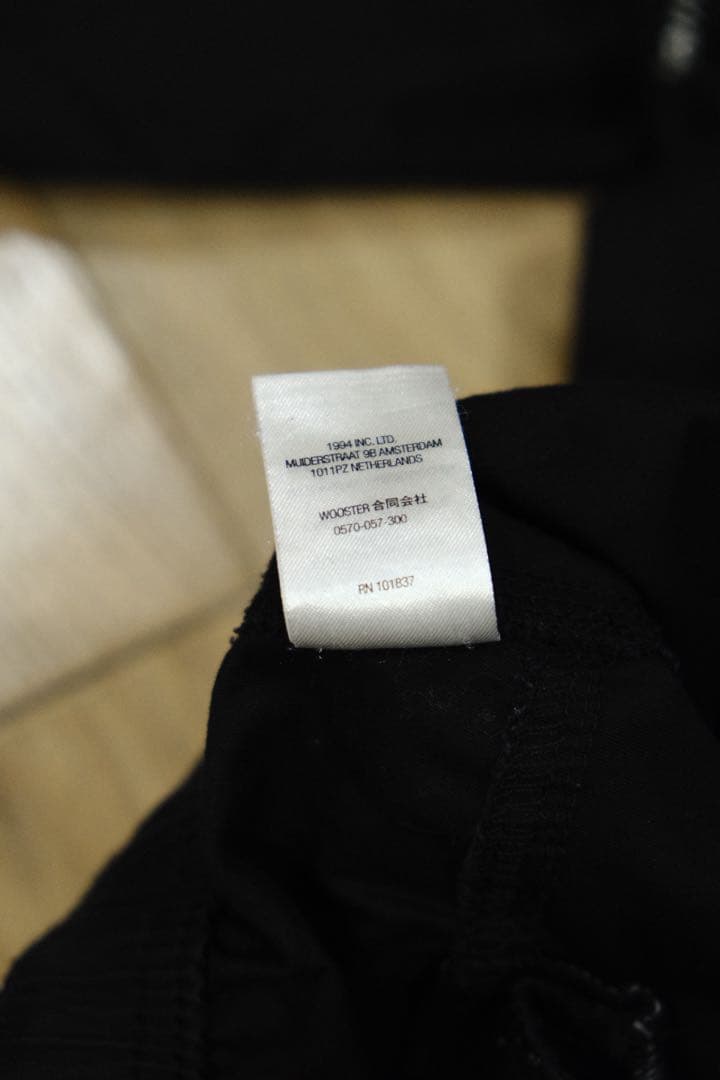 1994 INC. LTD.
MUIDERSTRAAT 9B AMSTERDAM
1011PZ NETHERLANDS
WOOSTER 合同会社
0570-057-300
RN 101837